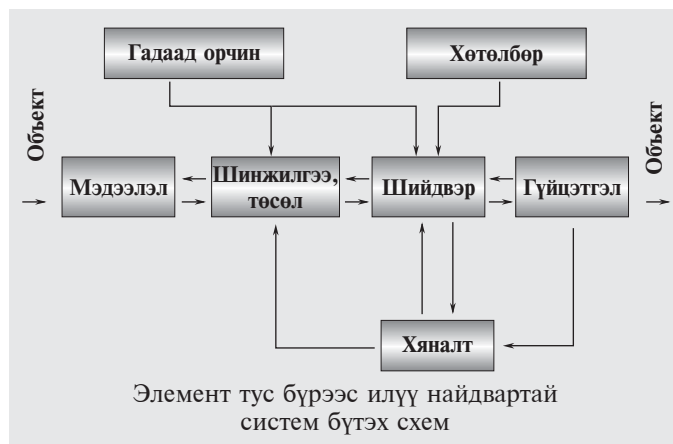 Гадаад орчин
Хөтөлбөр
Объект
Мэдээлэл
Шинжилгээ,
төсөл
Шийдвэр
Гүйцэтгэл
Объект
Хяналт
Элемент тус бүрээс илүү найдвартай
систем бүтэх схем